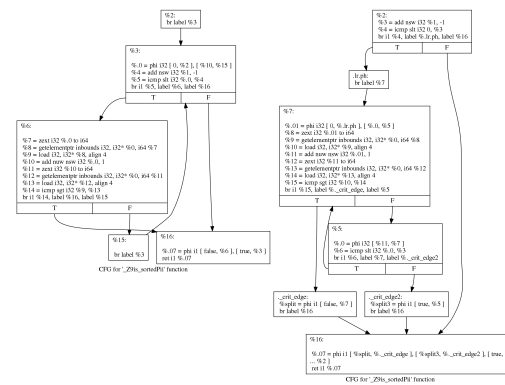 %2:
br label %3
%3:
%.0 = phi i32 [ 0, %2 ], [ %10, %15 ]
%4 = add nsw i32 %1, -1
%5 = icmp slt i32 %.0, %4
br i1 %5, label %6, label %16
T
F
%6:
%7 = zext i32 %.0 to i64
%8 = getelementptr inbounds i32, i32* %0, i64 %7
%9 = load i32, i32* %8, align 4
%10 = add nuw nsw i32 %.0, 1
%11 = zext i32 %10 to i64
%12 = getelementptr inbounds i32, i32* %0, i64 %11
%13 = load i32, i32* %12, align 4
%14 = icmp sgt i32 %9, %13
br i1 %14, label %16, label %15
T
F
%15:
br label %3
%16:
%.07 = phi i1 [ false, %6 ], [ true, %3 ]
ret i1 %.07
CFG for '_Z9is_sortedPii' function
%2:
%3 = add nsw i32 %1, -1
%4 = icmp slt i32 0, %3
br i1 %4, label %.lr.ph, label %16
T
F
.lr.ph:
br label %7
%7:
%.01 = phi i32 [ 0, %.lr.ph ], [ %.0, %5 ]
%8 = zext i32 %.01 to i64
%9 = getelementptr inbounds i32, i32* %0, i64 %8
%10 = load i32, i32* %9, align 4
%11 = add nuw nsw i32 %.01, 1
%12 = zext i32 %11 to i64
%13 = getelementptr inbounds i32, i32* %0, i64 %12
%14 = load i32, i32* %13, align 4
%15 = icmp sgt i32 %10, %14
br i1 %15, label %._crit_edge, label %5
T
F
%5:
%.0 = phi i32 [ %11, %7 ]
%6 = icmp slt i32 %.0, %3
br i1 %6, label %7, label %._crit_edge2
T
F
._crit_edge:
%split = phi i1 [ false, %7 ]
br label %16
._crit_edge2:
%split3 = phi i1 [ true, %5 ]
br label %16
%16:
%.07 = phi i1 [ %split, %._crit_edge ], [ %split3, %._crit_edge2 ], [ true,
... %2 ]
ret i1 %.07
CFG for '_Z9is_sortedPii' function